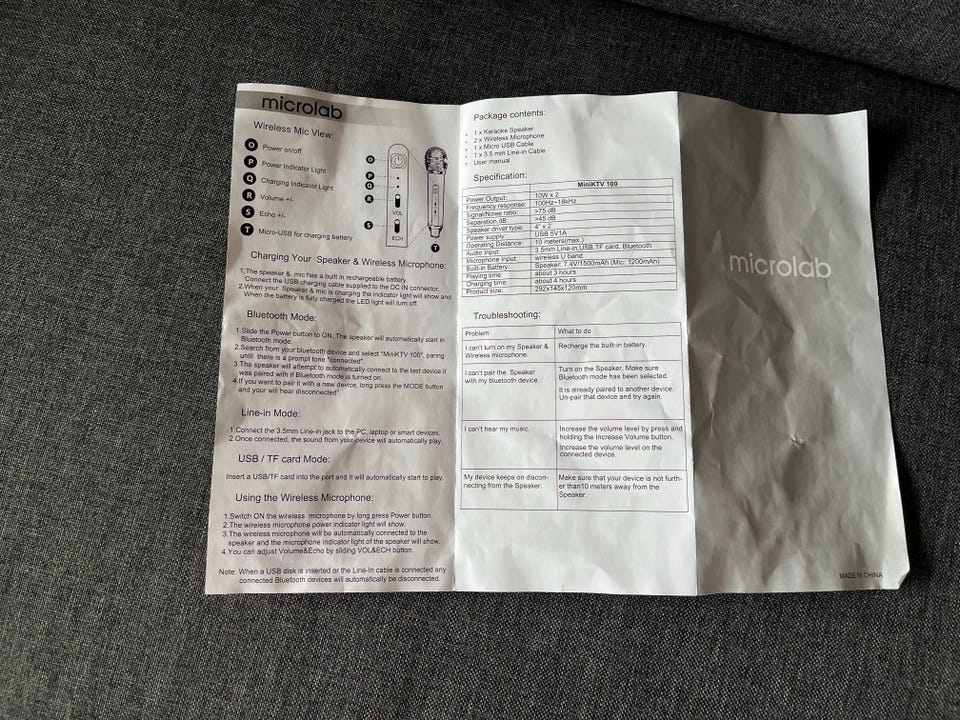 microlab
Wireless Mic View:
O Power on/off
P Power Indicator Light
Q Charging Indicator Light
R Volume +/-
S Echo +/-
T Micro-USB for charging battery
O
P
Q
R
VOL
S
ECH
T
Charging Your Speaker & Wireless Microphone:
1.The speaker & mic has a built in rechargeable battery.
Connect the USB charging cable supplied to the DC IN connector.
2.When your Speaker & mic is charging the indicator light will show and
When the battery is fully charged the LED light will turn off.
Bluetooth Mode:
1.Slide the Power button to ON. The speaker will automatically start in
Bluetooth mode.
2.Search from your bluetooth device and select "MiniKTV 100", paring
until there is a prompt tone "connected".
3.The speaker will attempt to automatically connect to the last device it
was paired with if Bluetooth mode is turned on.
4.If you want to pair it with a new device, long press the MODE button
and your will hear disconnected".
Line-in Mode:
1.Connect the 3.5mm Line-in jack to the PC, laptop or smart devices.
2.Once connected, the sound from your device will automatically play.
USB / TF card Mode:
Insert a USB/TF card into the port and it will automatically start to play.
Using the Wireless Microphone:
1.Switch ON the wireless microphone by long press Power button.
2.The wireless microphone power indicator light will show.
3.The wireless microphone will be automatically connected to the
speaker and the microphone indicator light of the speaker will show.
4.You can adjust Volume&Echo by sliding VOL&ECH button.
Note: When a USB disk is inserted or the Line-In cable is connected any
connected Bluetooth devices will automatically be disconnected.
Package contents:
• 1 x Karaoke Speaker
• 2 x Wireless Microphone
• 1 x Micro USB Cable
• 1 x 3.5 mm Line-in Cable
• User manual
Specification:
MiniKTV 100
Power Output: 10W x 2
Frequency response: 100Hz~18kHz
Signal/Noise ratio: >75 dB
Separation,dB: >45 dB
Speaker driver type: 4" x 2
Power supply: USB 5V1A
Operating Distance: 10 meters(max.)
Audio Input: 3.5mm Line-in,USB,TF card, Bluetooth
Microphone Input: wireless U band
Built-in Battery: Speaker: 7.4V/1500mAh (Mic: 1200mAh)
Playing time: about 3 hours
Charging time: about 4 hours
Product size: 292x145x120mm
Troubleshooting:
Problem What to do
I can't turn on my Speaker & Recharge the built-in battery.
Wireless microphone.
I can't pair the Speaker Turn on the Speaker. Make sure
with my bluetooth device. Bluetooth mode has been selected.
It is already paired to another device.
Un-pair that device and try again.
I can't hear my music. Increase the volume level by press and
holding the Increase Volume button.
Increase the volume level on the
connected device.
My device keeps on discon- Make sure that your device is not furth-
necting from the Speaker. er than10 meters away from the
Speaker.
microlab
MADE IN CHINA